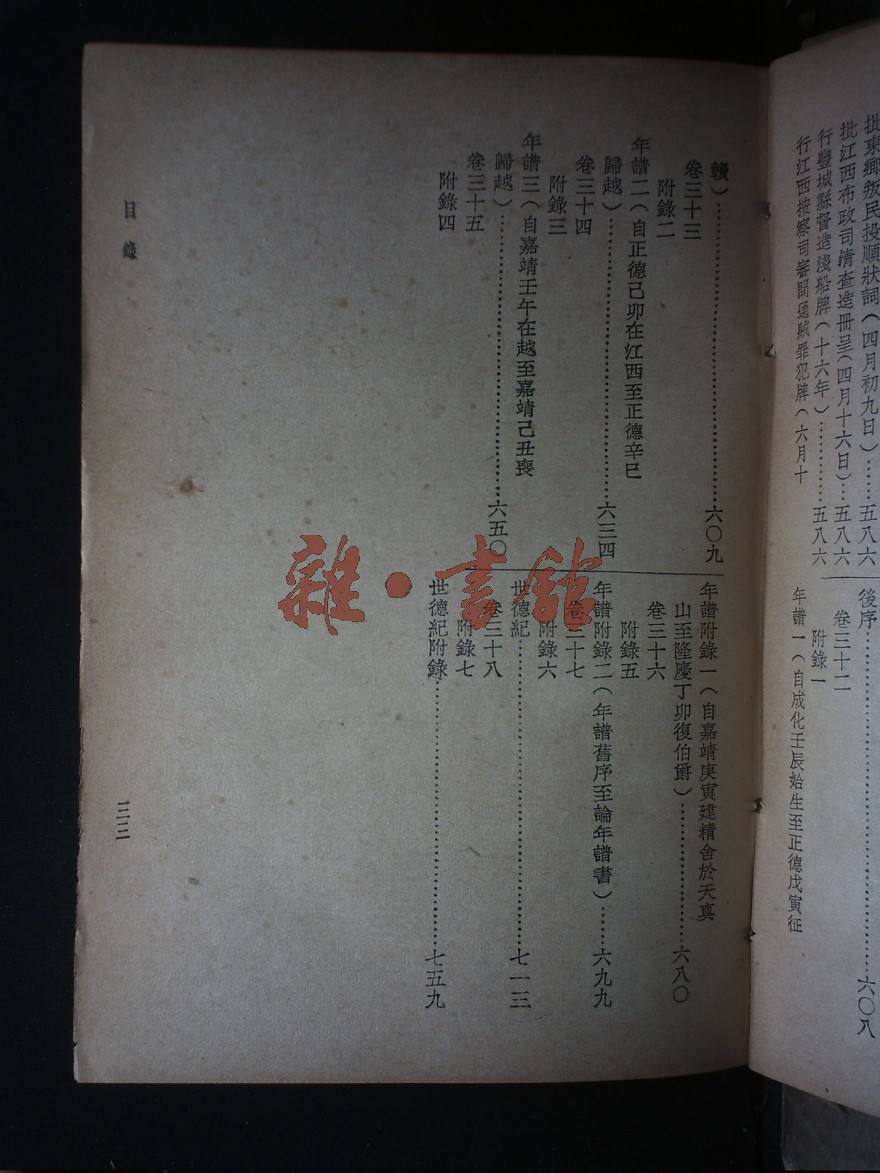 批東鄉叛民投順狀詞(四月初九日)……五八六
批江西布政司清查造冊呈(四月十六日)…五八六
行豐城縣督造淺船牌(十六年)…………五八六
行江西按察司審問通賊罪犯牌(六月十
後序……………………………………六〇八
卷三十二
附錄一
年譜一(自成化壬辰始生至正德戊寅征
贛)……………………………………六〇九
卷三十三
附錄二
年譜二(自正德己卯在江西至正德辛巳
歸越)…………………………………六三四
卷三十四
附錄三
年譜三(自嘉靖壬午在越至嘉靖己丑喪
歸越)…………………………………六五〇
卷三十五
附錄四
年譜附錄一(自嘉靖庚寅建精舍於天真
山至隆慶丁卯復伯爵)………………六八〇
卷三十六
附錄五
年譜附錄二(年譜舊序至論年譜書)……六九九
卷三十七
附錄六
世德紀…………………………………七一三
卷三十八
附錄七
世德紀附錄……………………………七五九
目錄
三三
雜·書館